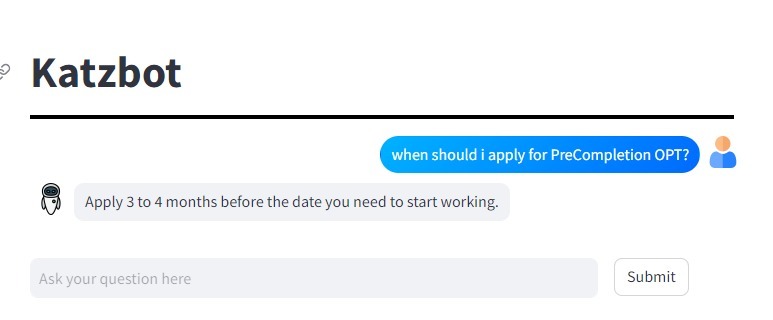 Katzbot
when should i apply for PreCompletion OPT?
Apply 3 to 4 months before the date you need to start working.
Ask your question here
Submit